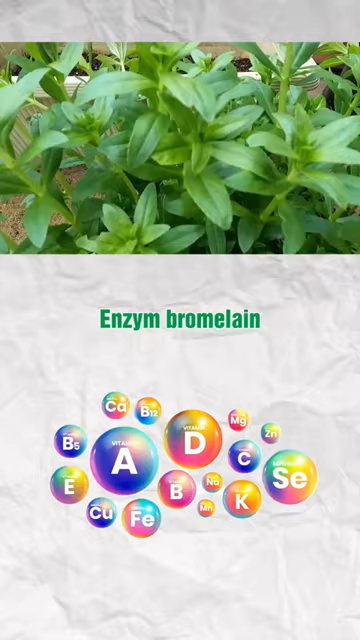 Enzym bromelain
Ca
B12
Mg
Zn
B5
VITAMIN
A
VITAMIN
D
C
Se
E
B
Na
K
Mn
Cu
Fe